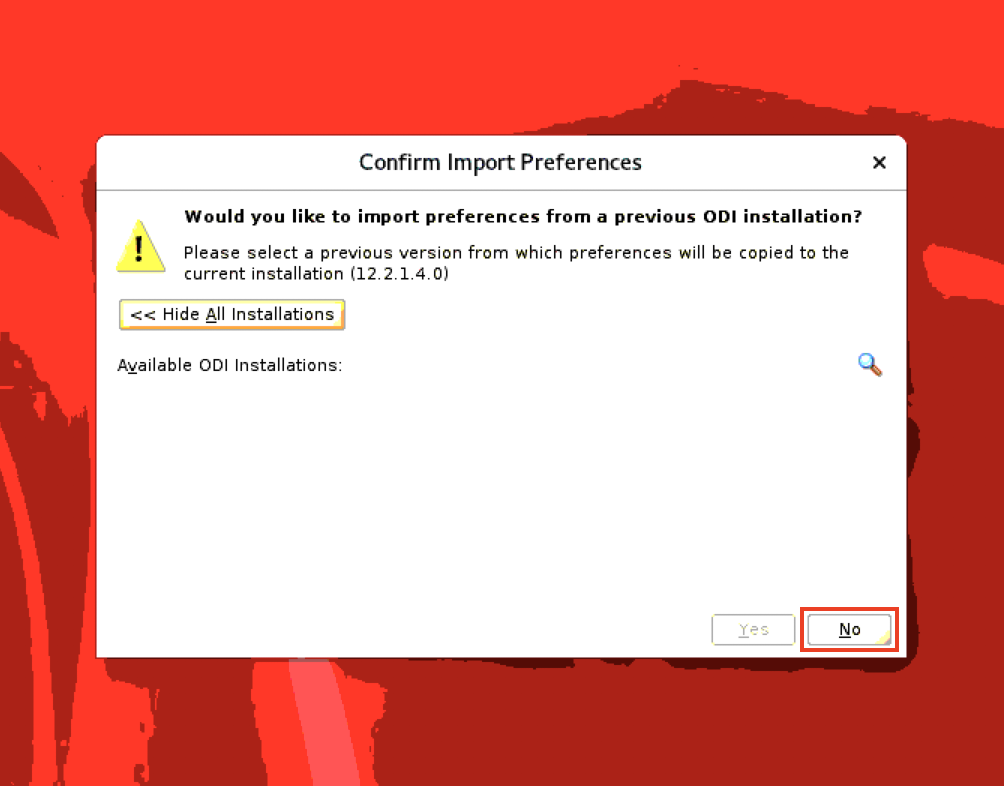 Confirm Import Preferences
Would you like to import preferences from a previous ODI installation?
Please select a previous version from which preferences will be copied to the
current installation (12.2.1.4.0)
<< Hide All Installations
Available ODI Installations:
Yes
No